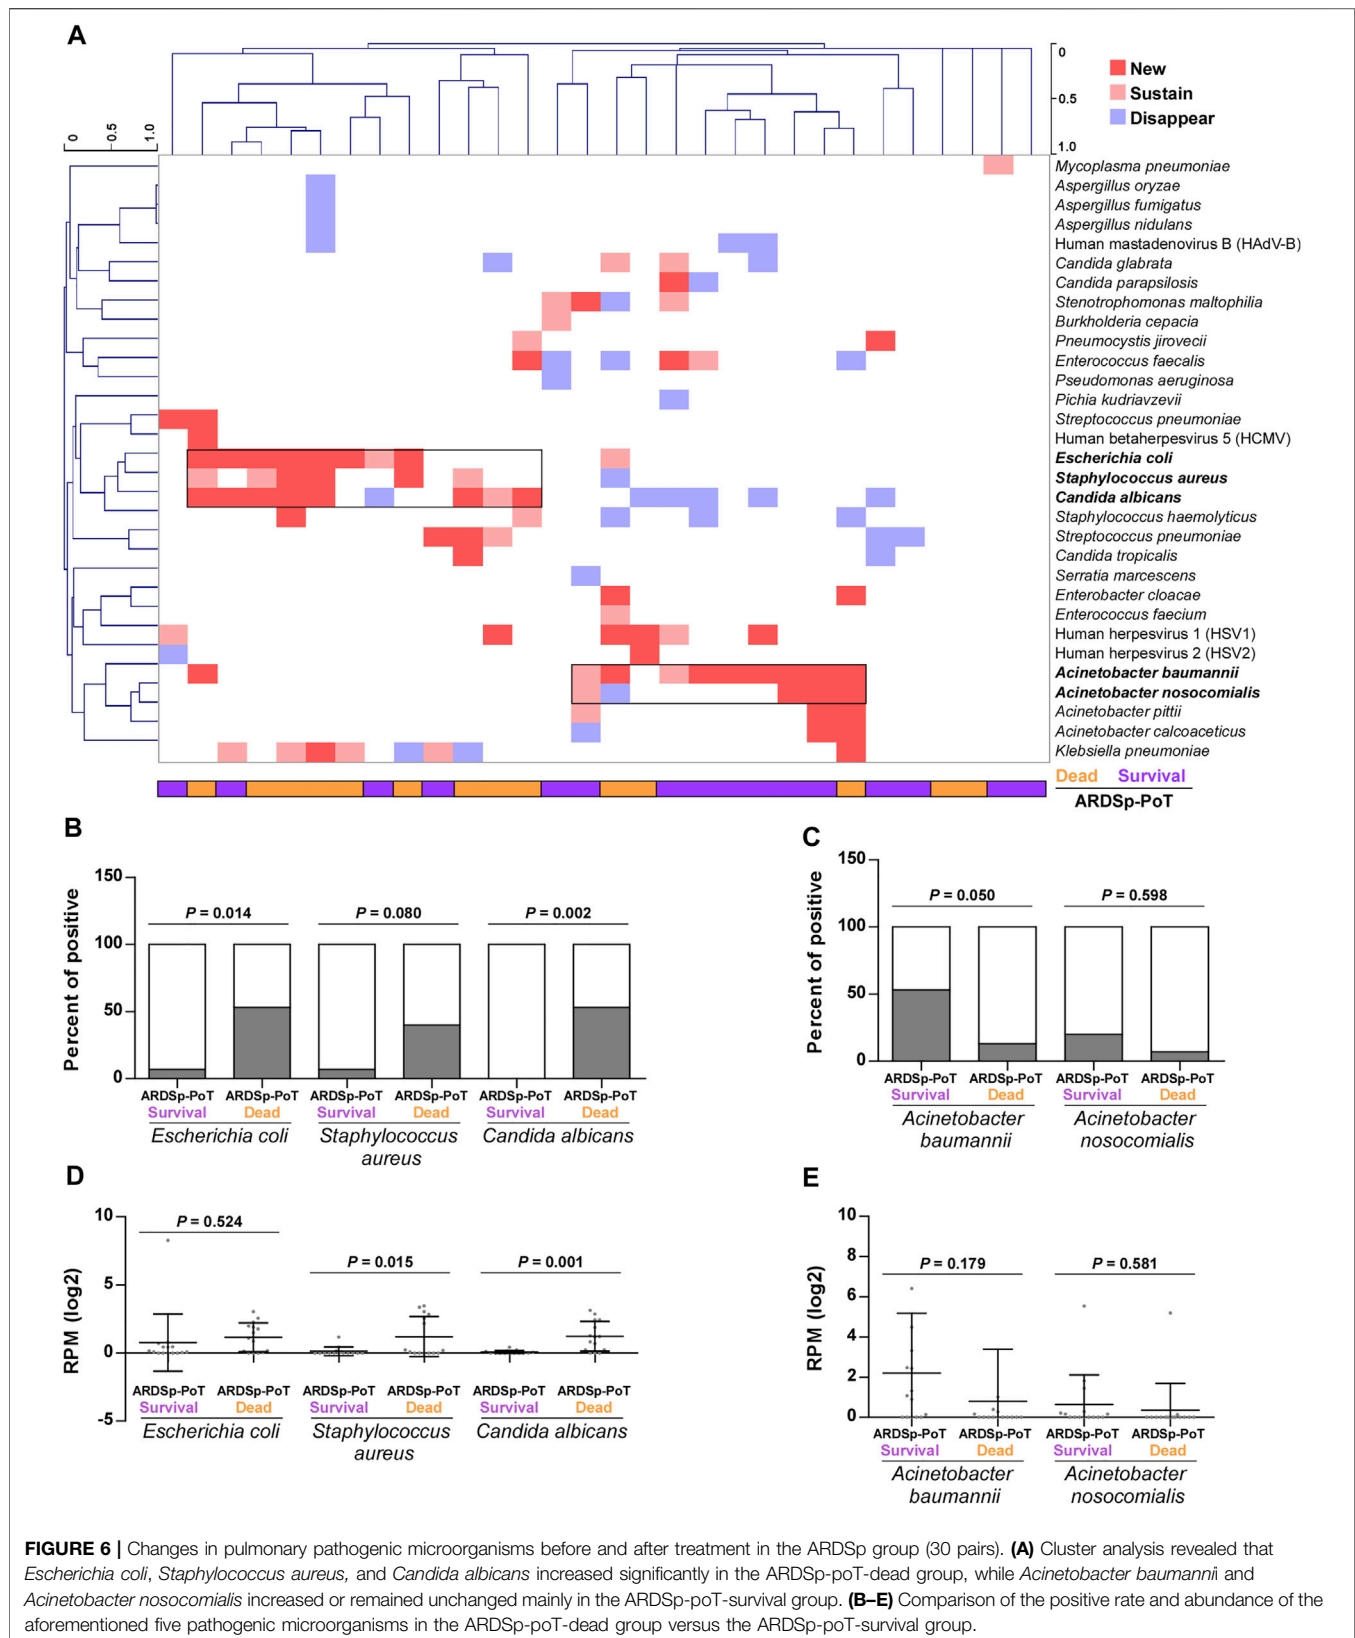 A
0
0.5
1.0
New
Sustain
Disappear
0
0.5
1.0
Mycoplasma pneumoniae
Aspergillus oryzae
Aspergillus fumigatus
Aspergillus nidulans
Human mastadenovirus B (HAdV-B)
Candida glabrata
Candida parapsilosis
Stenotrophomonas maltophilia
Burkholderia cepacia
Pneumocystis jirovecii
Enterococcus faecalis
Pseudomonas aeruginosa
Pichia kudriavzevii
Streptococcus pneumoniae
Human betaherpesvirus 5 (HCMV)
Escherichia coli
Staphylococcus aureus
Candida albicans
Staphylococcus haemolyticus
Streptococcus pneumoniae
Candida tropicalis
Serratia marcescens
Enterobacter cloacae
Enterococcus faecium
Human herpesvirus 1 (HSV1)
Human herpesvirus 2 (HSV2)
Acinetobacter baumannii
Acinetobacter nosocomialis
Acinetobacter pittii
Acinetobacter calcoaceticus
Klebsiella pneumoniae
Dead Survival
ARDSp-PoT
B
Percent of positive
150
100
50
0
P = 0.014
P = 0.080
P = 0.002
ARDSp-PoT ARDSp-PoT ARDSp-PoT ARDSp-PoT ARDSp-PoT ARDSp-PoT
Survival Dead Survival Dead Survival Dead
Escherichia coli Staphylococcus Candida albicans
aureus
C
Percent of positive
150
100
50
0
P = 0.050
P = 0.598
ARDSp-PoT ARDSp-PoT ARDSp-PoT ARDSp-PoT
Survival Dead Survival Dead
Acinetobacter Acinetobacter
baumannii nosocomialis
D
RPM (log2)
10
5
0
-5
P = 0.524
P = 0.015
P = 0.001
ARDSp-PoT ARDSp-PoT ARDSp-PoT ARDSp-PoT ARDSp-PoT ARDSp-PoT
Survival Dead Survival Dead Survival Dead
Escherichia coli Staphylococcus Candida albicans
aureus
E
RPM (log2)
10
8
6
4
2
0
P = 0.179
P = 0.581
ARDSp-PoT ARDSp-PoT ARDSp-PoT ARDSp-PoT
Survival Dead Survival Dead
Acinetobacter Acinetobacter
baumannii nosocomialis
FIGURE 6 | Changes in pulmonary pathogenic microorganisms before and after treatment in the ARDSp group (30 pairs). (A) Cluster analysis revealed that
Escherichia coli, Staphylococcus aureus, and Candida albicans increased significantly in the ARDSp-poT-dead group, while Acinetobacter baumannii and
Acinetobacter nosocomialis increased or remained unchanged mainly in the ARDSp-poT-survival group. (B–E) Comparison of the positive rate and abundance of the
aforementioned five pathogenic microorganisms in the ARDSp-poT-dead group versus the ARDSp-poT-survival group.